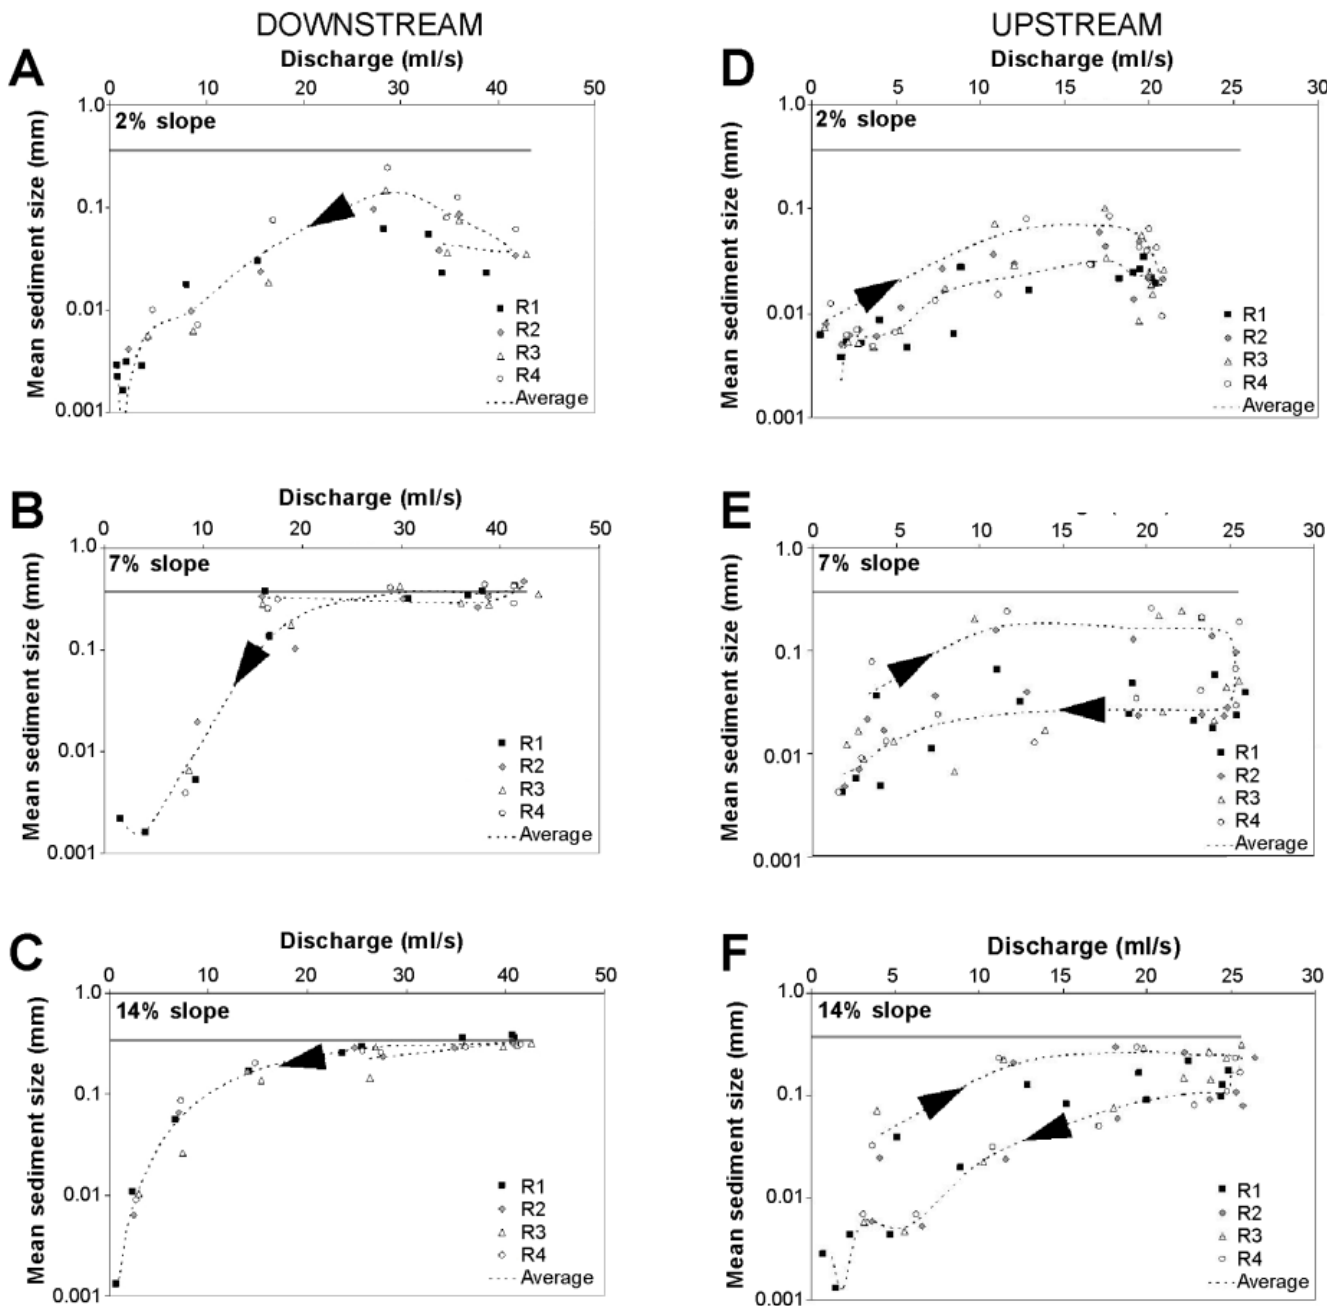 DOWNSTREAM
A
Discharge (ml/s)
0 10 20 30 40 50
1.0
2% slope
0.1
0.01
0.001
Mean sediment size (mm)
R1
R2
R3
R4
Average
UPSTREAM
D
Discharge (ml/s)
0 5 10 15 20 25 30
1.0
2% slope
0.1
0.01
0.001
Mean sediment size (mm)
R1
R2
R3
R4
Average
B
Discharge (ml/s)
0 10 20 30 40 50
1.0
7% slope
0.1
0.01
0.001
Mean sediment size (mm)
R1
R2
R3
R4
Average
E
0 5 10 15 20 25 30
1.0
7% slope
0.1
0.01
0.001
Mean sediment size (mm)
R1
R2
R3
R4
Average
C
Discharge (ml/s)
0 10 20 30 40 50
1.0
14% slope
0.1
0.01
0.001
Mean sediment size (mm)
R1
R2
R3
R4
Average
F
Discharge (ml/s)
0 5 10 15 20 25 30
1.0
14% slope
0.1
0.01
0.001
Mean sediment size (mm)
R1
R2
R3
R4
Average